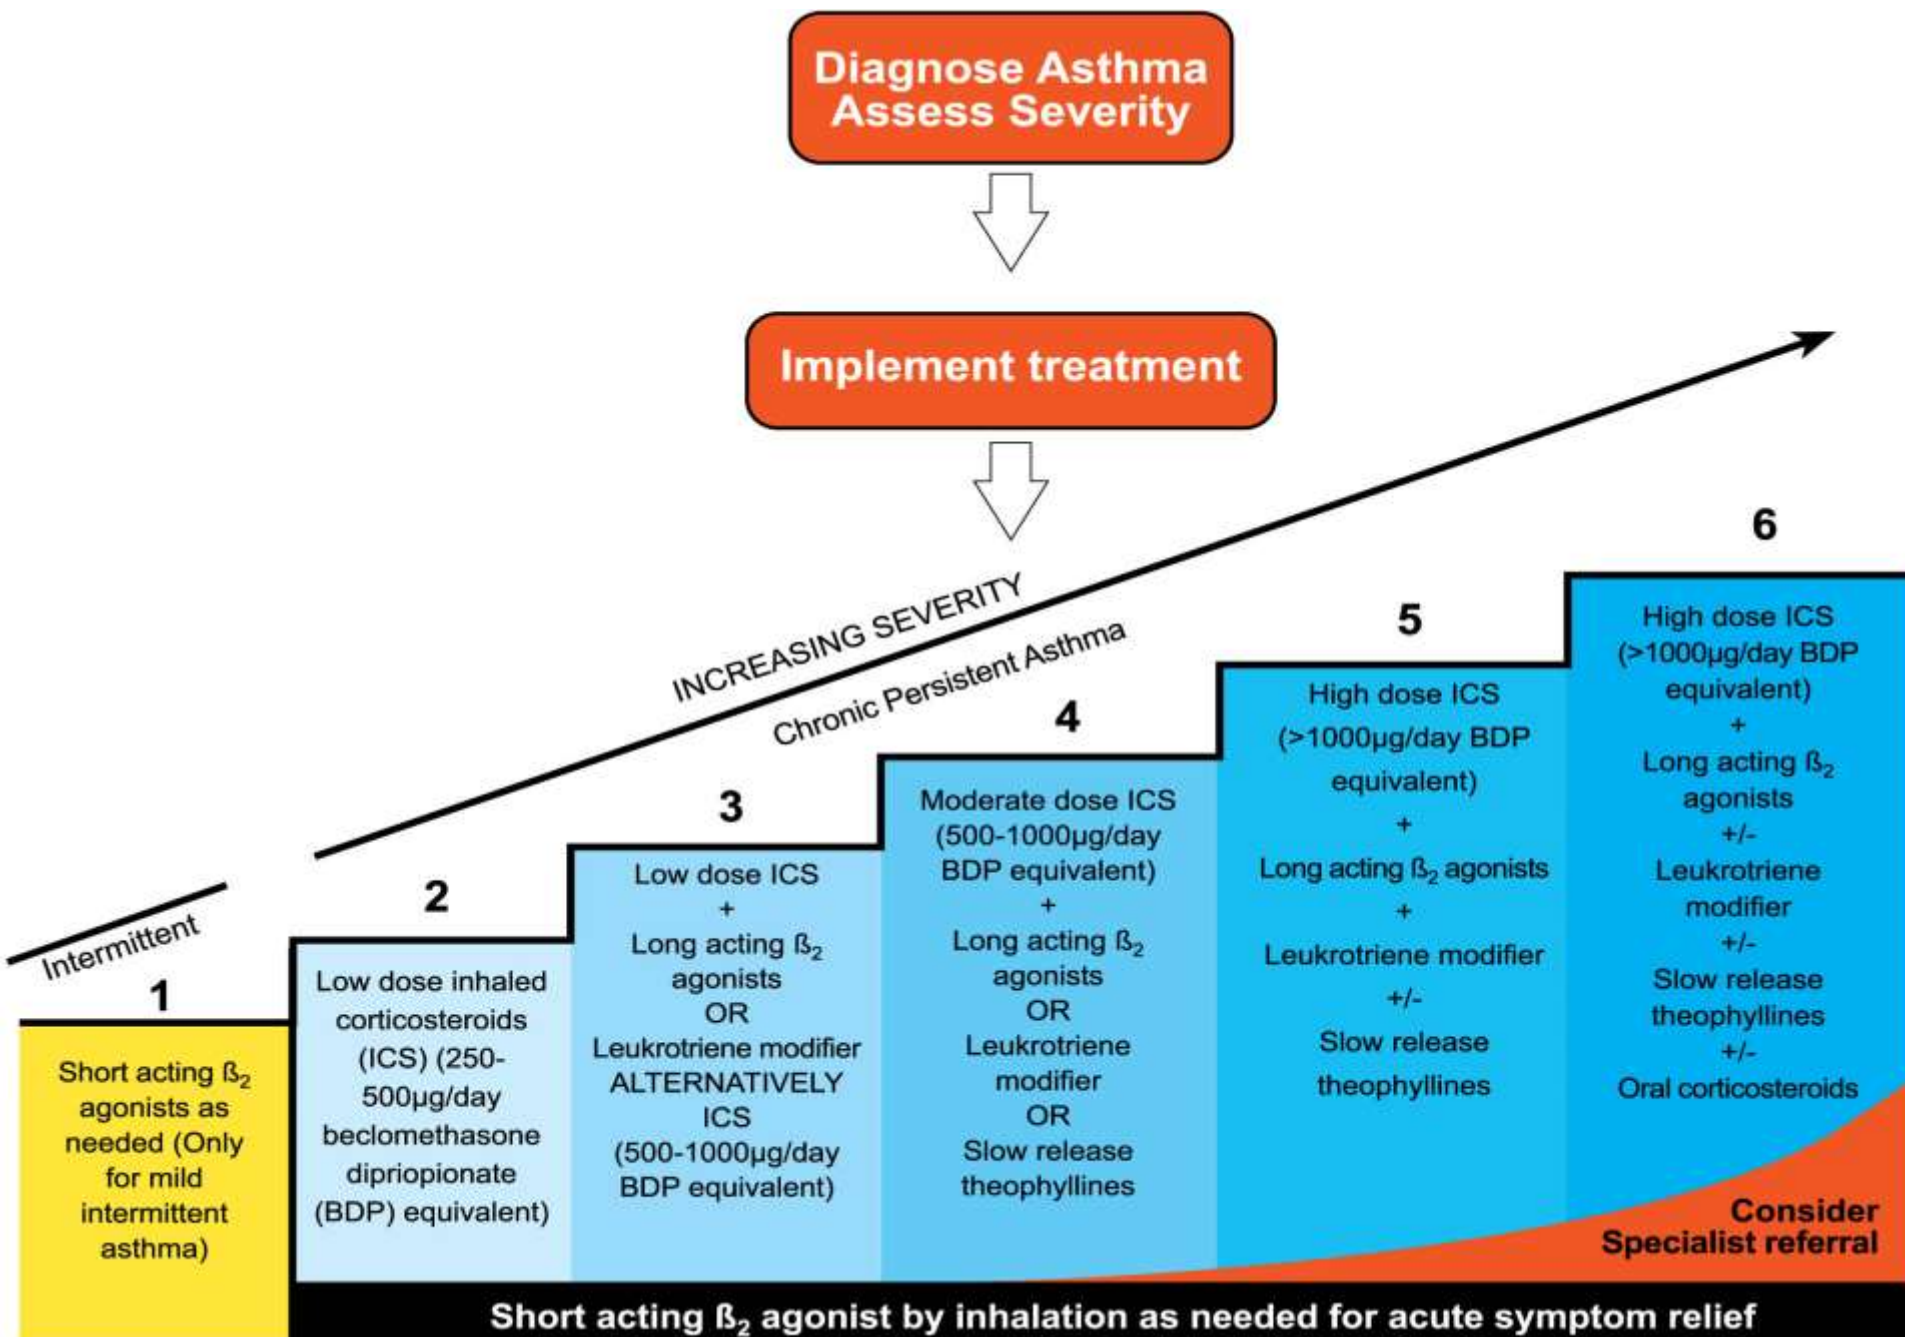 Diagnose Asthma
Assess Severity
Implement treatment
INCREASING SEVERITY
Chronic Persistent Asthma
Intermittent
1
Short acting ß₂
agonists as
needed (Only
for mild
intermittent
asthma)
2
Low dose inhaled
corticosteroids
(ICS) (250-
500µg/day
beclomethasone
dipriopionate
(BDP) equivalent)
3
Low dose ICS
+
Long acting ß₂
agonists
OR
Leukrotriene modifier
ALTERNATIVELY
ICS
(500-1000µg/day
BDP equivalent)
4
Moderate dose ICS
(500-1000µg/day
BDP equivalent)
+
Long acting ß₂
agonists
OR
Leukrotriene
modifier
OR
Slow release
theophyllines
5
High dose ICS
(>1000µg/day BDP
equivalent)
+
Long acting ß₂ agonists
+
Leukrotriene modifier
+/-
Slow release
theophyllines
6
High dose ICS
(>1000µg/day BDP
equivalent)
+
Long acting ß₂
agonists
+/-
Leukrotriene
modifier
+/-
Slow release
theophyllines
+/-
Oral corticosteroids
Consider
Specialist referral
Short acting ß₂ agonist by inhalation as needed for acute symptom relief